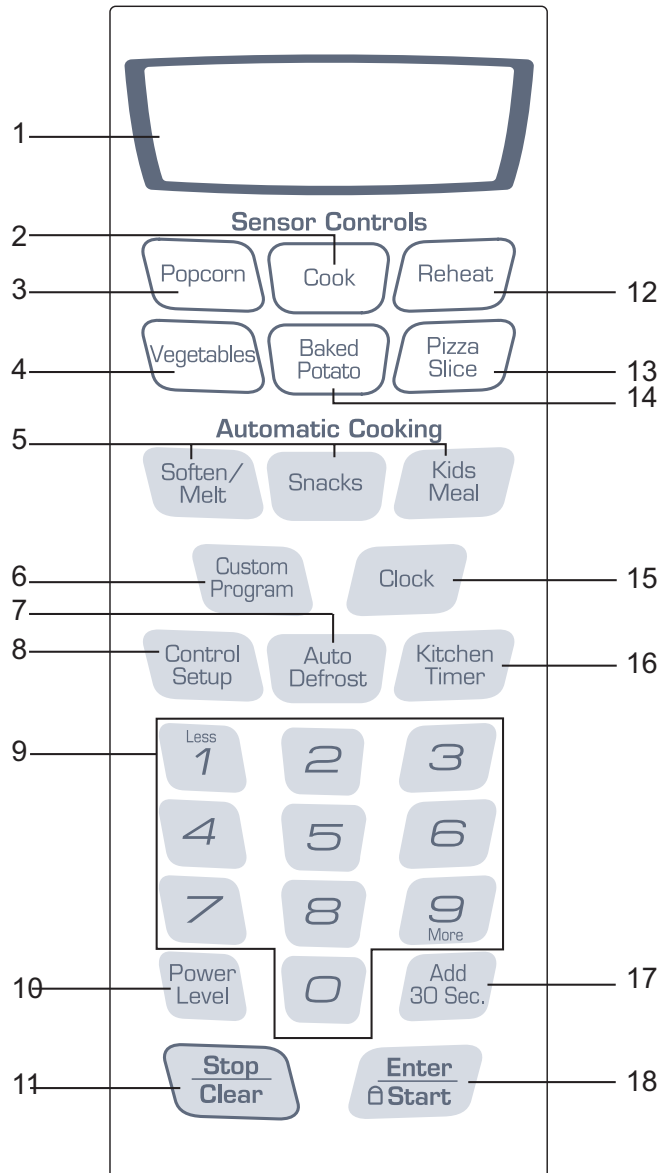 1
Sensor Controls
2
Popcorn
Cook
Reheat
3
12
Vegetables
Baked
Potato
Pizza
Slice
4
13
14
Automatic Cooking
5
Soften/
Melt
Snacks
Kids
Meal
6
Custom
Program
Clock
15
7
8
Control
Setup
Auto
Defrost
Kitchen
Timer
16
9
Less
1
2
3
4
5
6
7
8
9
More
10
Power
Level
0
Add
30 Sec.
17
11
Stop
Clear
Enter
Start
18